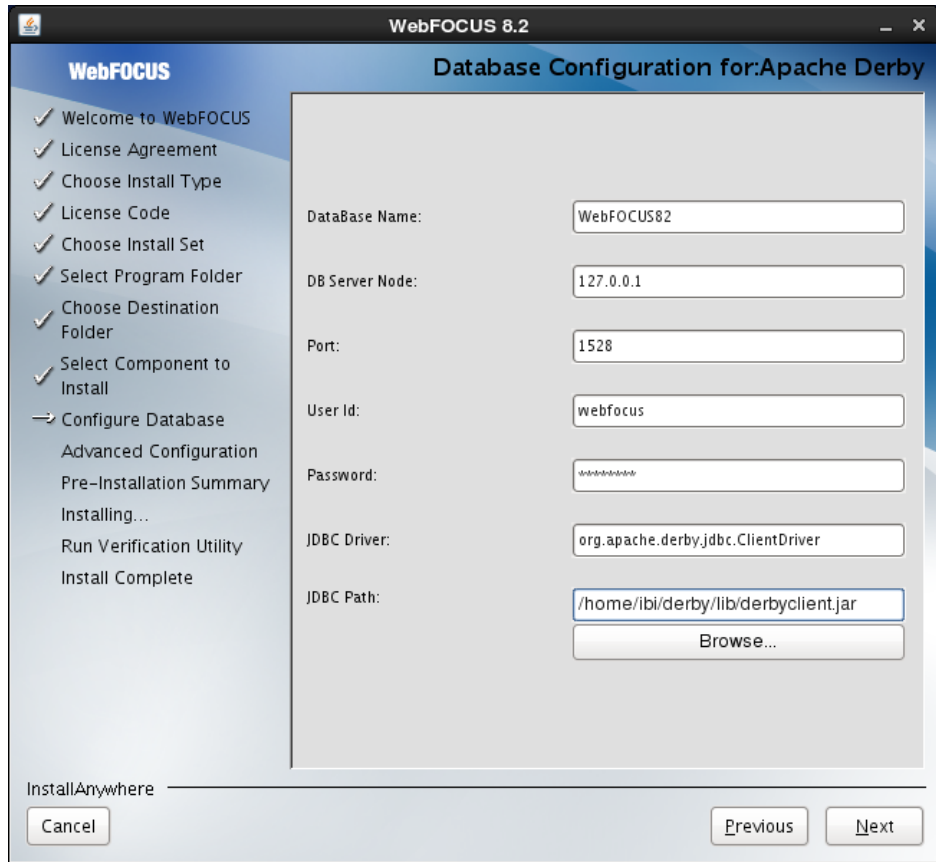 WebFOCUS 8.2
WebFOCUS
Database Configuration for:Apache Derby
Welcome to WebFOCUS
License Agreement
Choose Install Type
License Code
Choose Install Set
Select Program Folder
Choose Destination
Folder
Select Component to
Install
Configure Database
Advanced Configuration
Pre-Installation Summary
Installing...
Run Verification Utility
Install Complete
DataBase Name:
WebFOCUS82
DB Server Node:
127.0.0.1
Port:
1528
User Id:
webfocus
Password:
********
JDBC Driver:
org.apache.derby.jdbc.ClientDriver
JDBC Path:
/home/ibi/derby/lib/derbyclient.jar
Browse...
InstallAnywhere
Cancel
Previous
Next